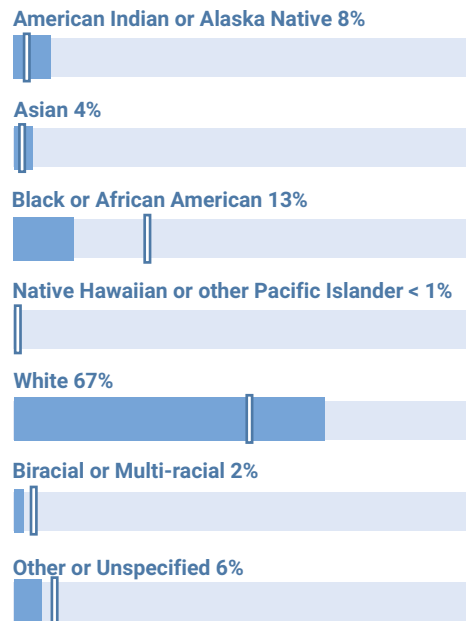 American Indian or Alaska Native 8%
Asian 4%
Black or African American 13%
Native Hawaiian or other Pacific Islander < 1%
White 67%
Biracial or Multi-racial 2%
Other or Unspecified 6%